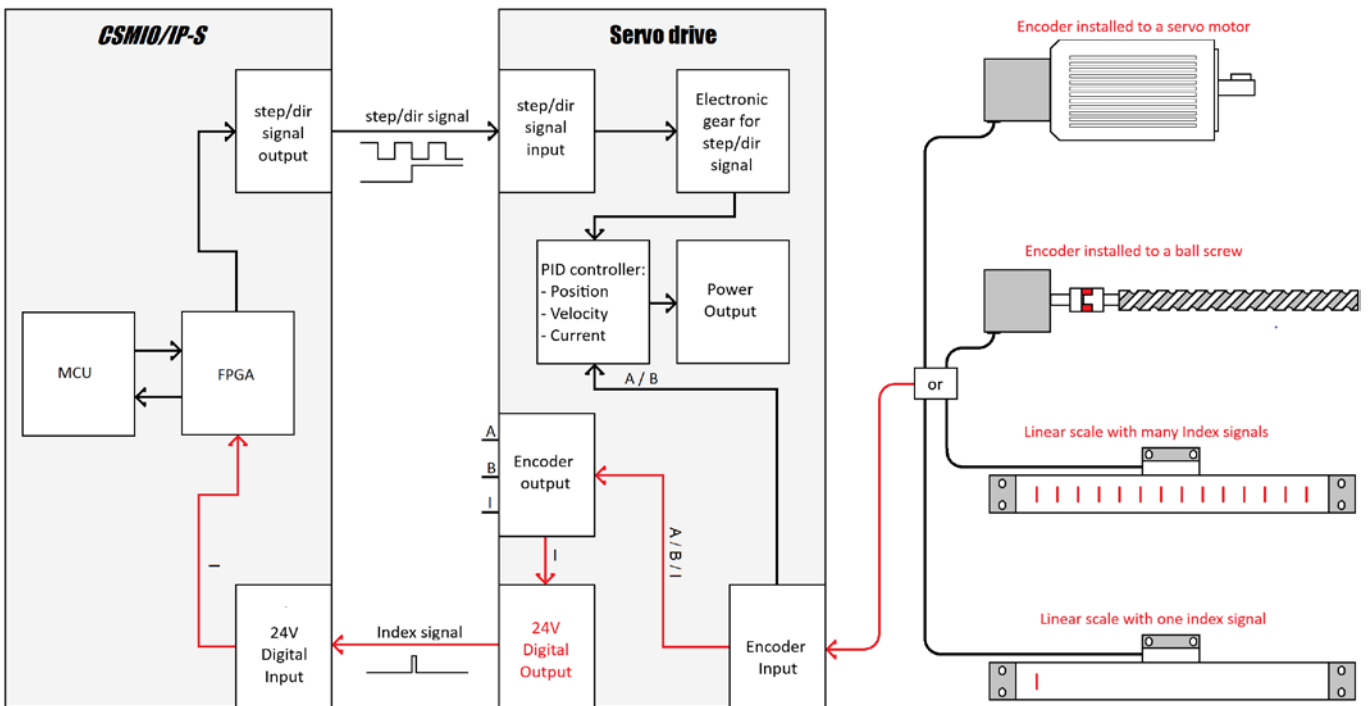 CSMIO/IP-S
step/dir
signal
output
MCU
FPGA
I
24V
Digital
Input
step/dir signal
Index signal
Servo drive
step/dir
signal
input
Electronic
gear for
step/dir
signal
PID controller:
- Position
- Velocity
- Current
Power
Output
A / B
A
B
I
Encoder
output
I
A / B / I
24V
Digital
Output
Encoder
Input
Encoder installed to a servo motor
Encoder installed to a ball screw
or
Linear scale with many Index signals
Linear scale with one index signal